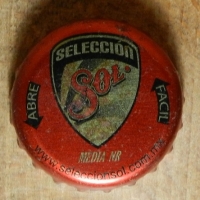 SELECCIÓN
SOL
ABRE
FACIL
MEDIA NR
www.seleccionsol.com.mx